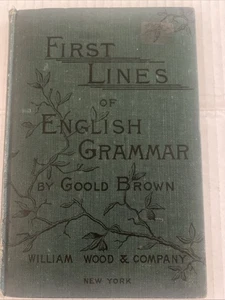 FIRST
LINES
OF
ENGLISH
GRAMMAR
BY GOOLD BROWN
WILLIAM WOOD & COMPANY
NEW YORK